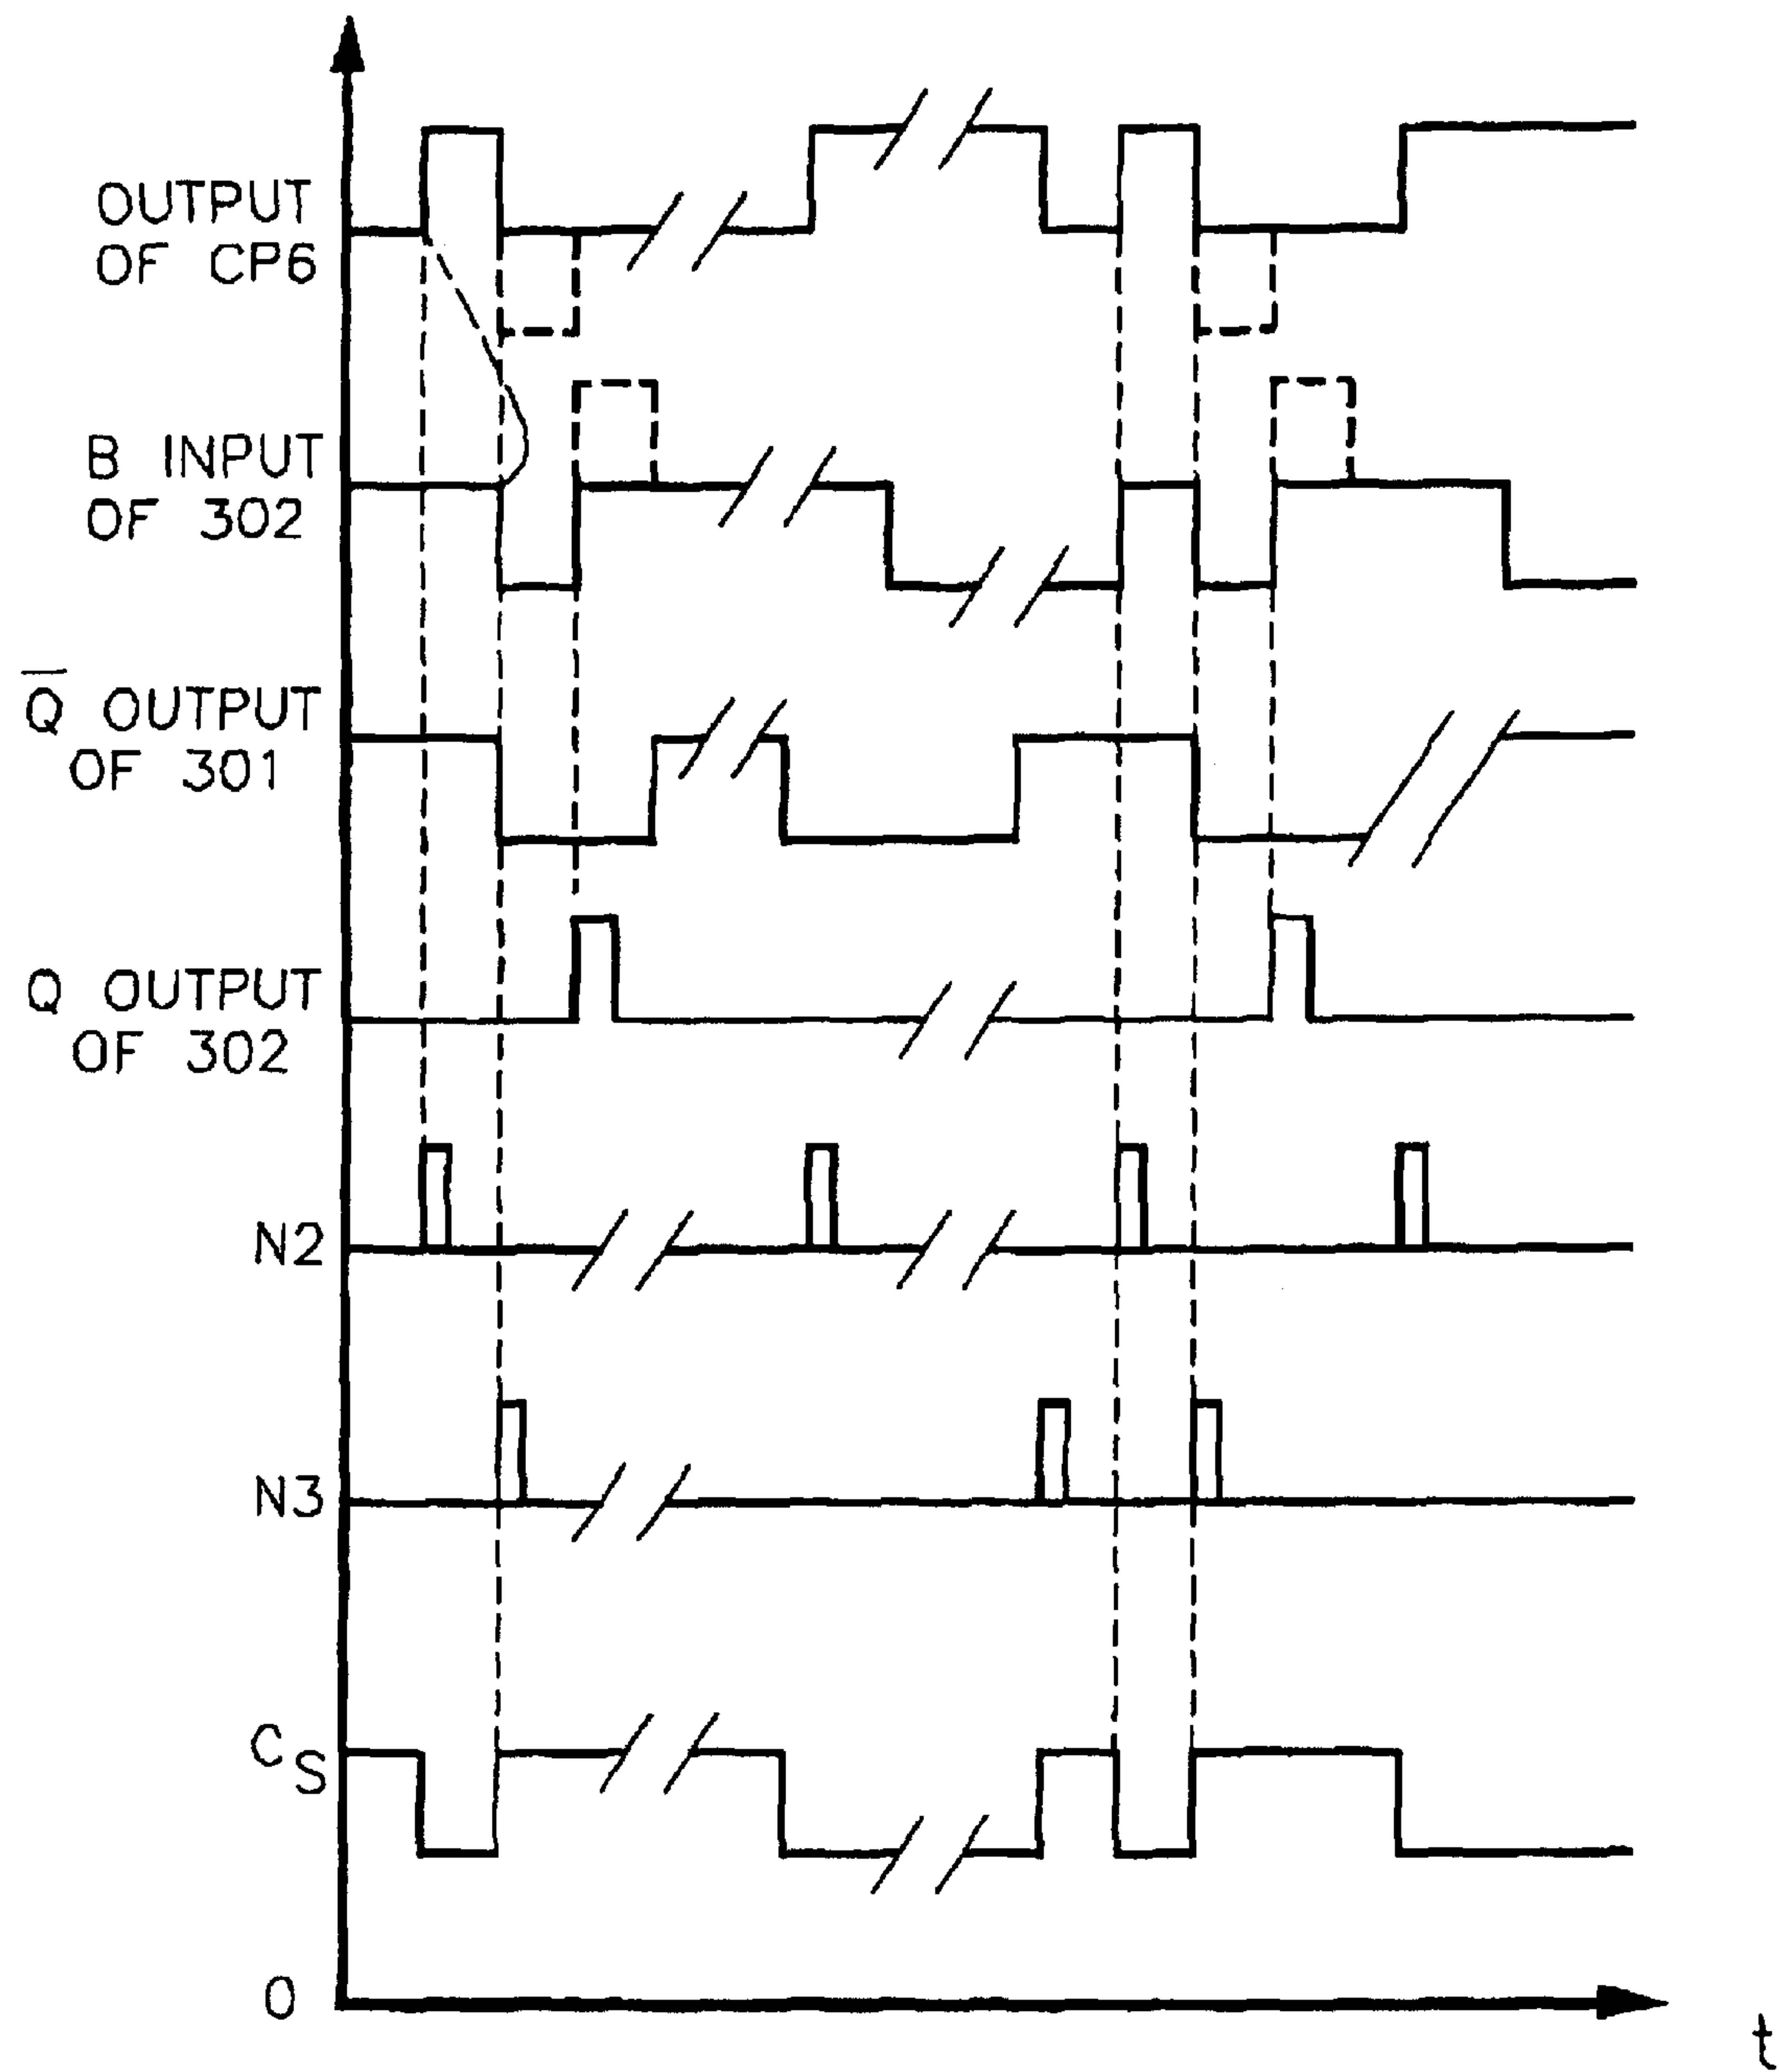 OUTPUT
OF CP6
B INPUT
OF 302
Q̅ OUTPUT
OF 301
Q OUTPUT
OF 302
N2
N3
CS
0
t